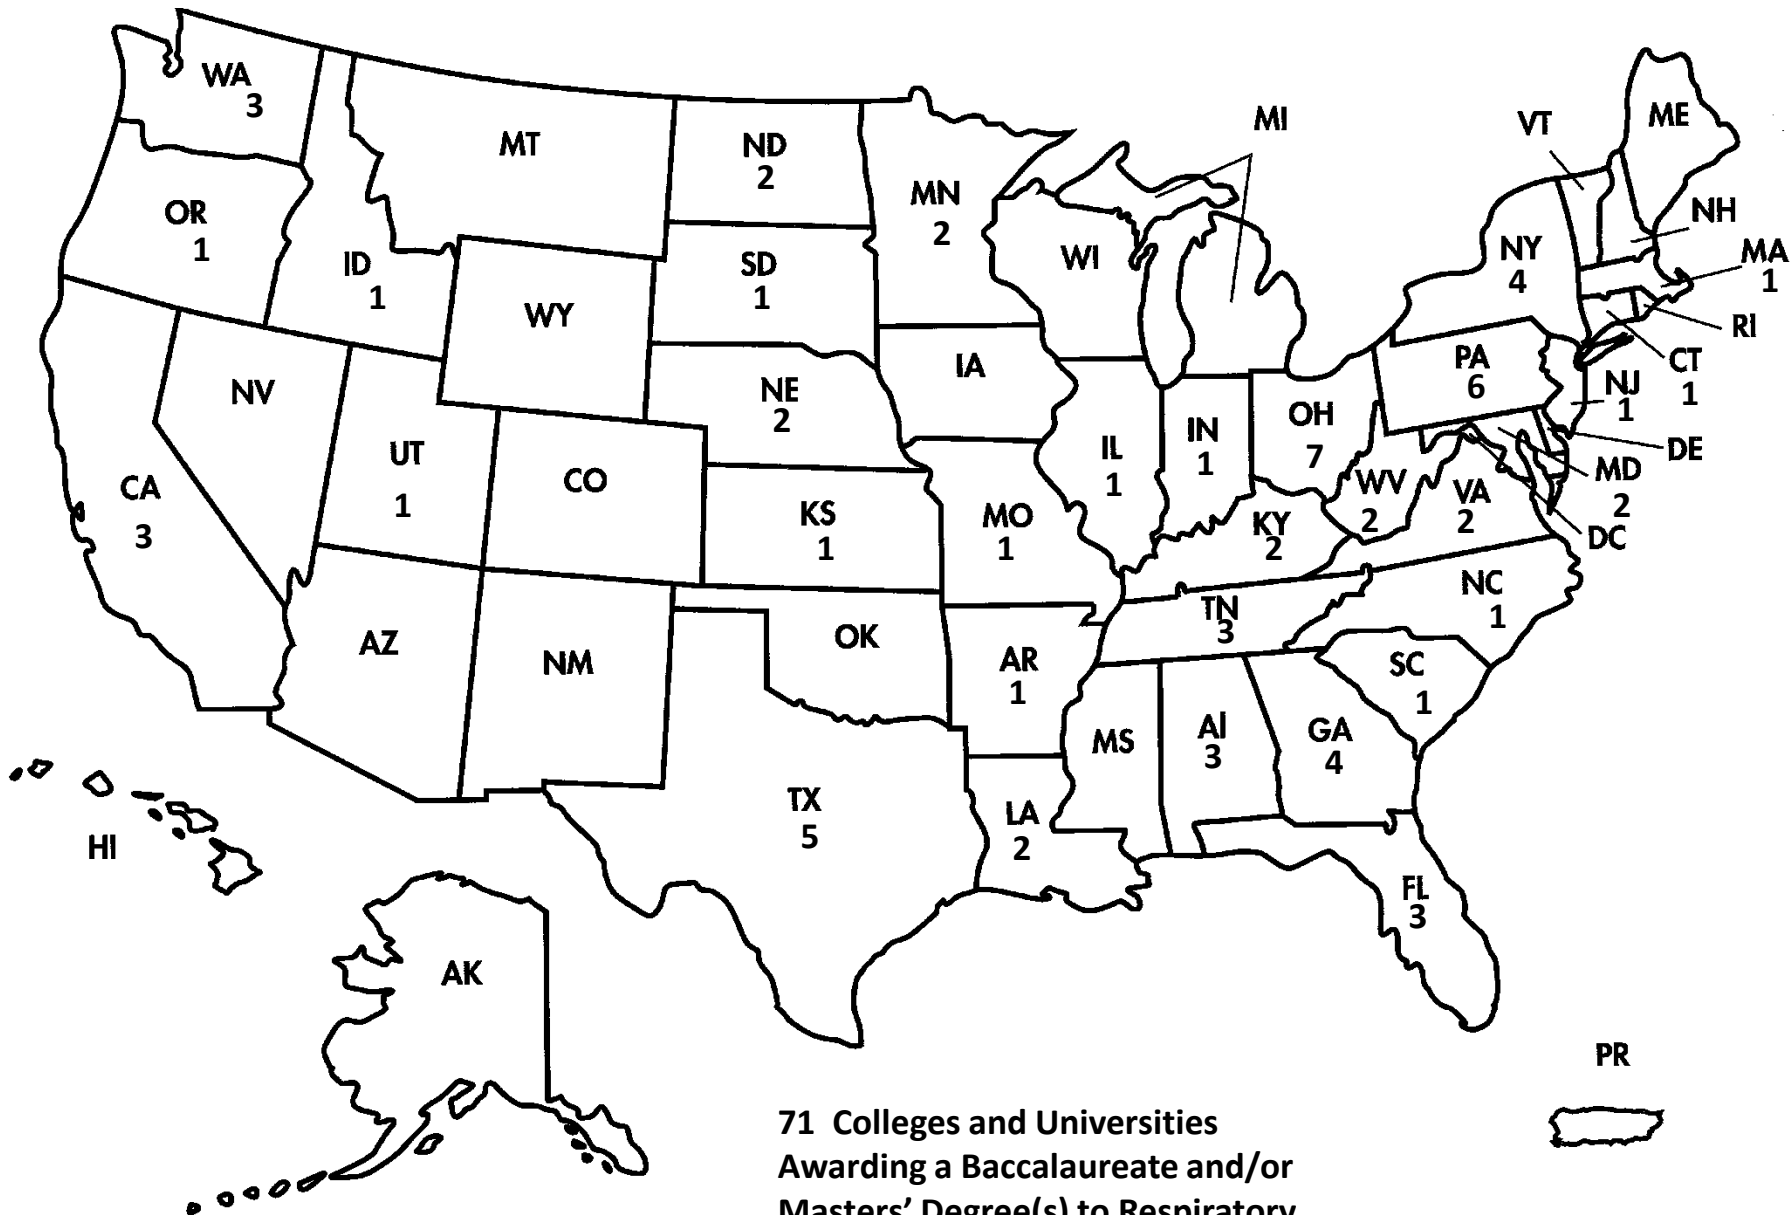 WA
3
MT
ND
2
MN
2
MI
VT
ME
OR
1
ID
1
WY
SD
1
WI
NY
4
NH
MA
1
RI
CT
1
NV
UT
1
CO
NE
2
IA
IL
1
IN
1
OH
7
PA
6
NJ
1
DE
MD
2
DC
CA
3
KS
1
MO
1
KY
2
WV
2
VA
2
AZ
NM
OK
AR
1
TN
3
NC
1
SC
1
MS
Al
3
GA
4
TX
5
LA
2
FL
3
HI
AK
PR
71 Colleges and Universities
Awarding a Baccalaureate and/or
Masters’ Degree(s) to Respiratory